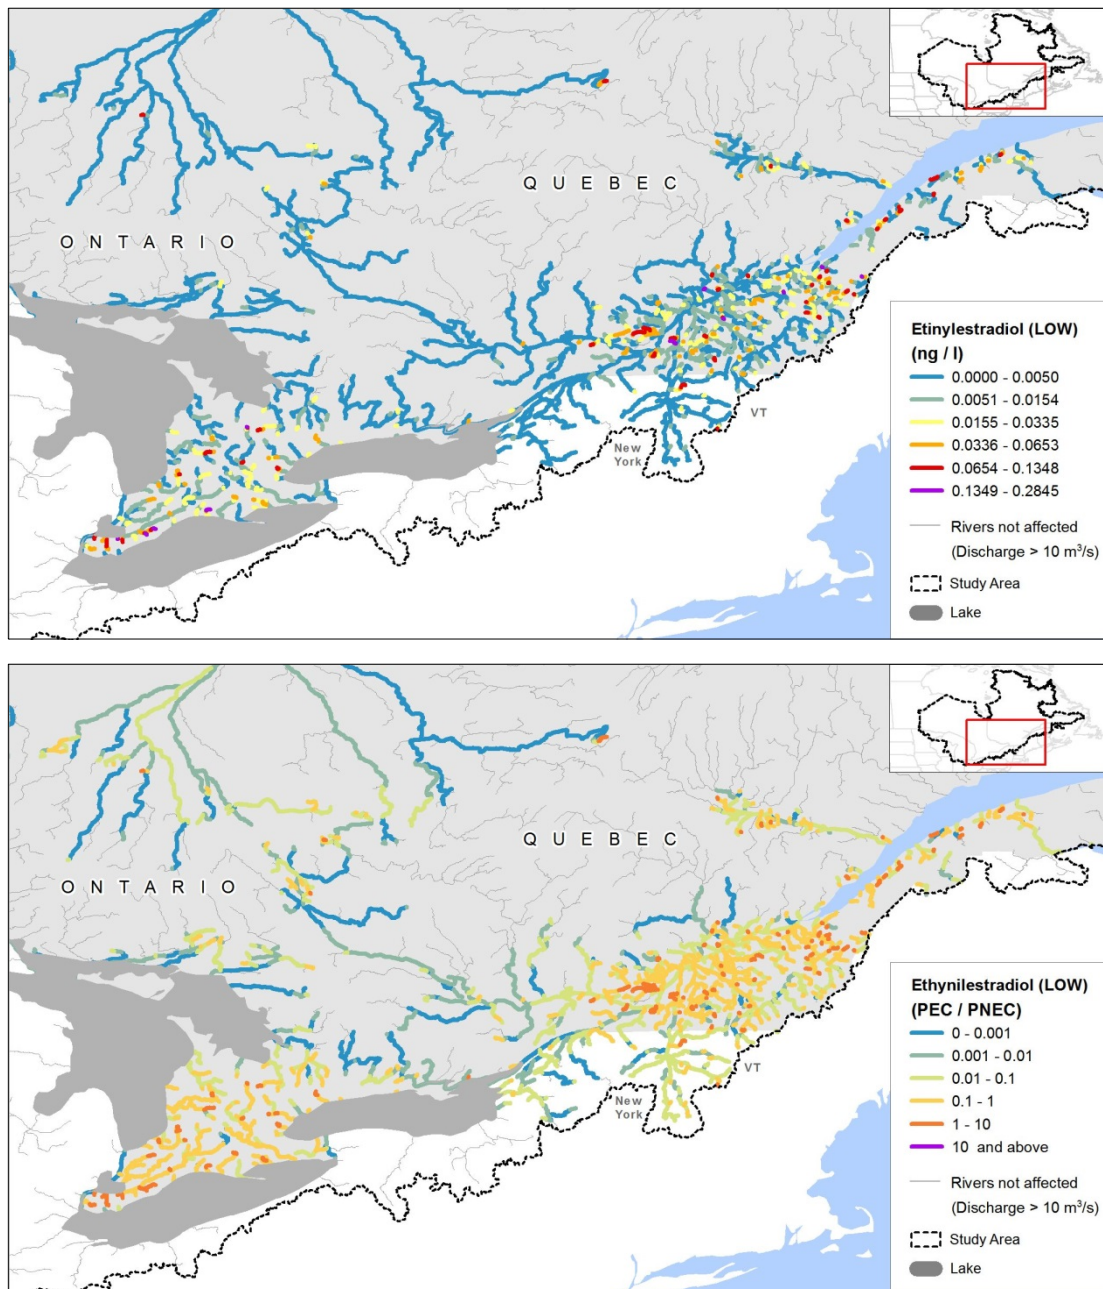 QUEBEC
ONTARIO
VT
New
York
Etinylestradiol (LOW)
(ng / l)
0.0000 - 0.0050
0.0051 - 0.0154
0.0155 - 0.0335
0.0336 - 0.0653
0.0654 - 0.1348
0.1349 - 0.2845
Rivers not affected
(Discharge > 10 m³/s)
Study Area
Lake
QUEBEC
ONTARIO
VT
New
York
Ethynilestradiol (LOW)
(PEC / PNEC)
0 - 0.001
0.001 - 0.01
0.01 - 0.1
0.1 - 1
1 - 10
10 and above
Rivers not affected
(Discharge > 10 m³/s)
Study Area
Lake